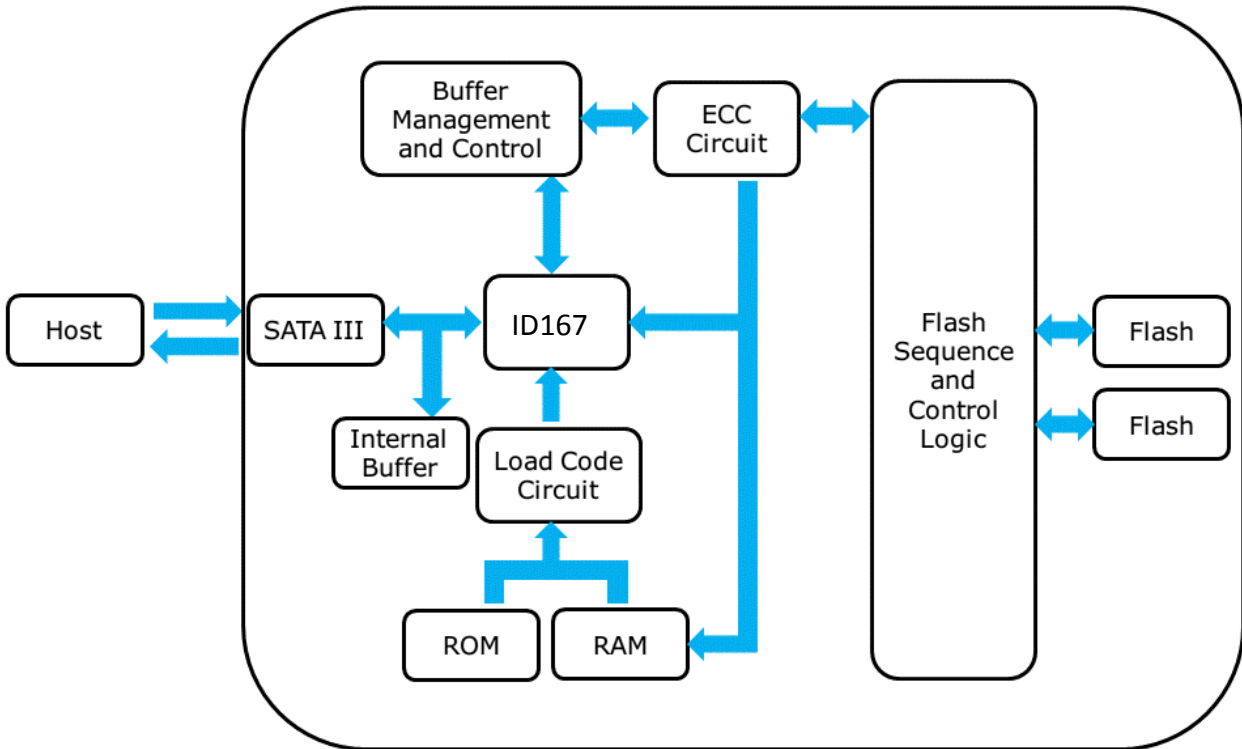 Buffer
Management
and Control
ECC
Circuit
Host
SATA III
ID167
Flash
Sequence
and
Control
Logic
Flash
Flash
Internal
Buffer
Load Code
Circuit
ROM
RAM